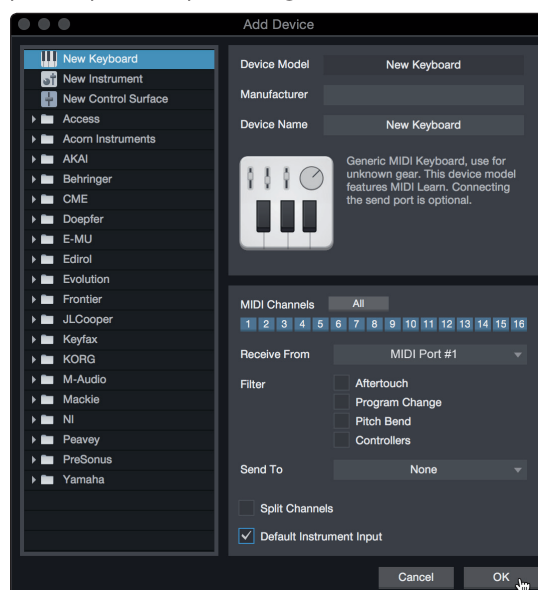 Add Device
New Keyboard
New Instrument
New Control Surface
Access
Acorn Instruments
AKAI
Behringer
CME
Doepfer
E-MU
Edirol
Evolution
Frontier
JLCooper
Keyfax
KORG
M-Audio
Mackie
NI
Peavey
PreSonus
Yamaha
Device Model New Keyboard
Manufacturer
Device Name New Keyboard
Generic MIDI Keyboard, use for
unknown gear. This device model
features MIDI Learn. Connecting
the send port is optional.
MIDI Channels All
1 2 3 4 5 6 7 8 9 10 11 12 13 14 15 16
Receive From MIDI Port #1
Filter Aftertouch
Program Change
Pitch Bend
Controllers
Send To None
Split Channels
Default Instrument Input
Cancel OK